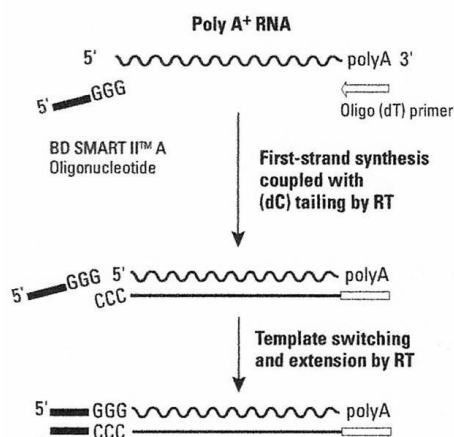 Poly A+ RNA
5' polyA 3'
5' GGG
Oligo (dT) primer
BD SMART II™ A
Oligonucleotide
First-strand synthesis
coupled with
(dC) tailing by RT
5' GGG 5' polyA
CCC
Template switching
and extension by RT
5' GGG polyA
CCC